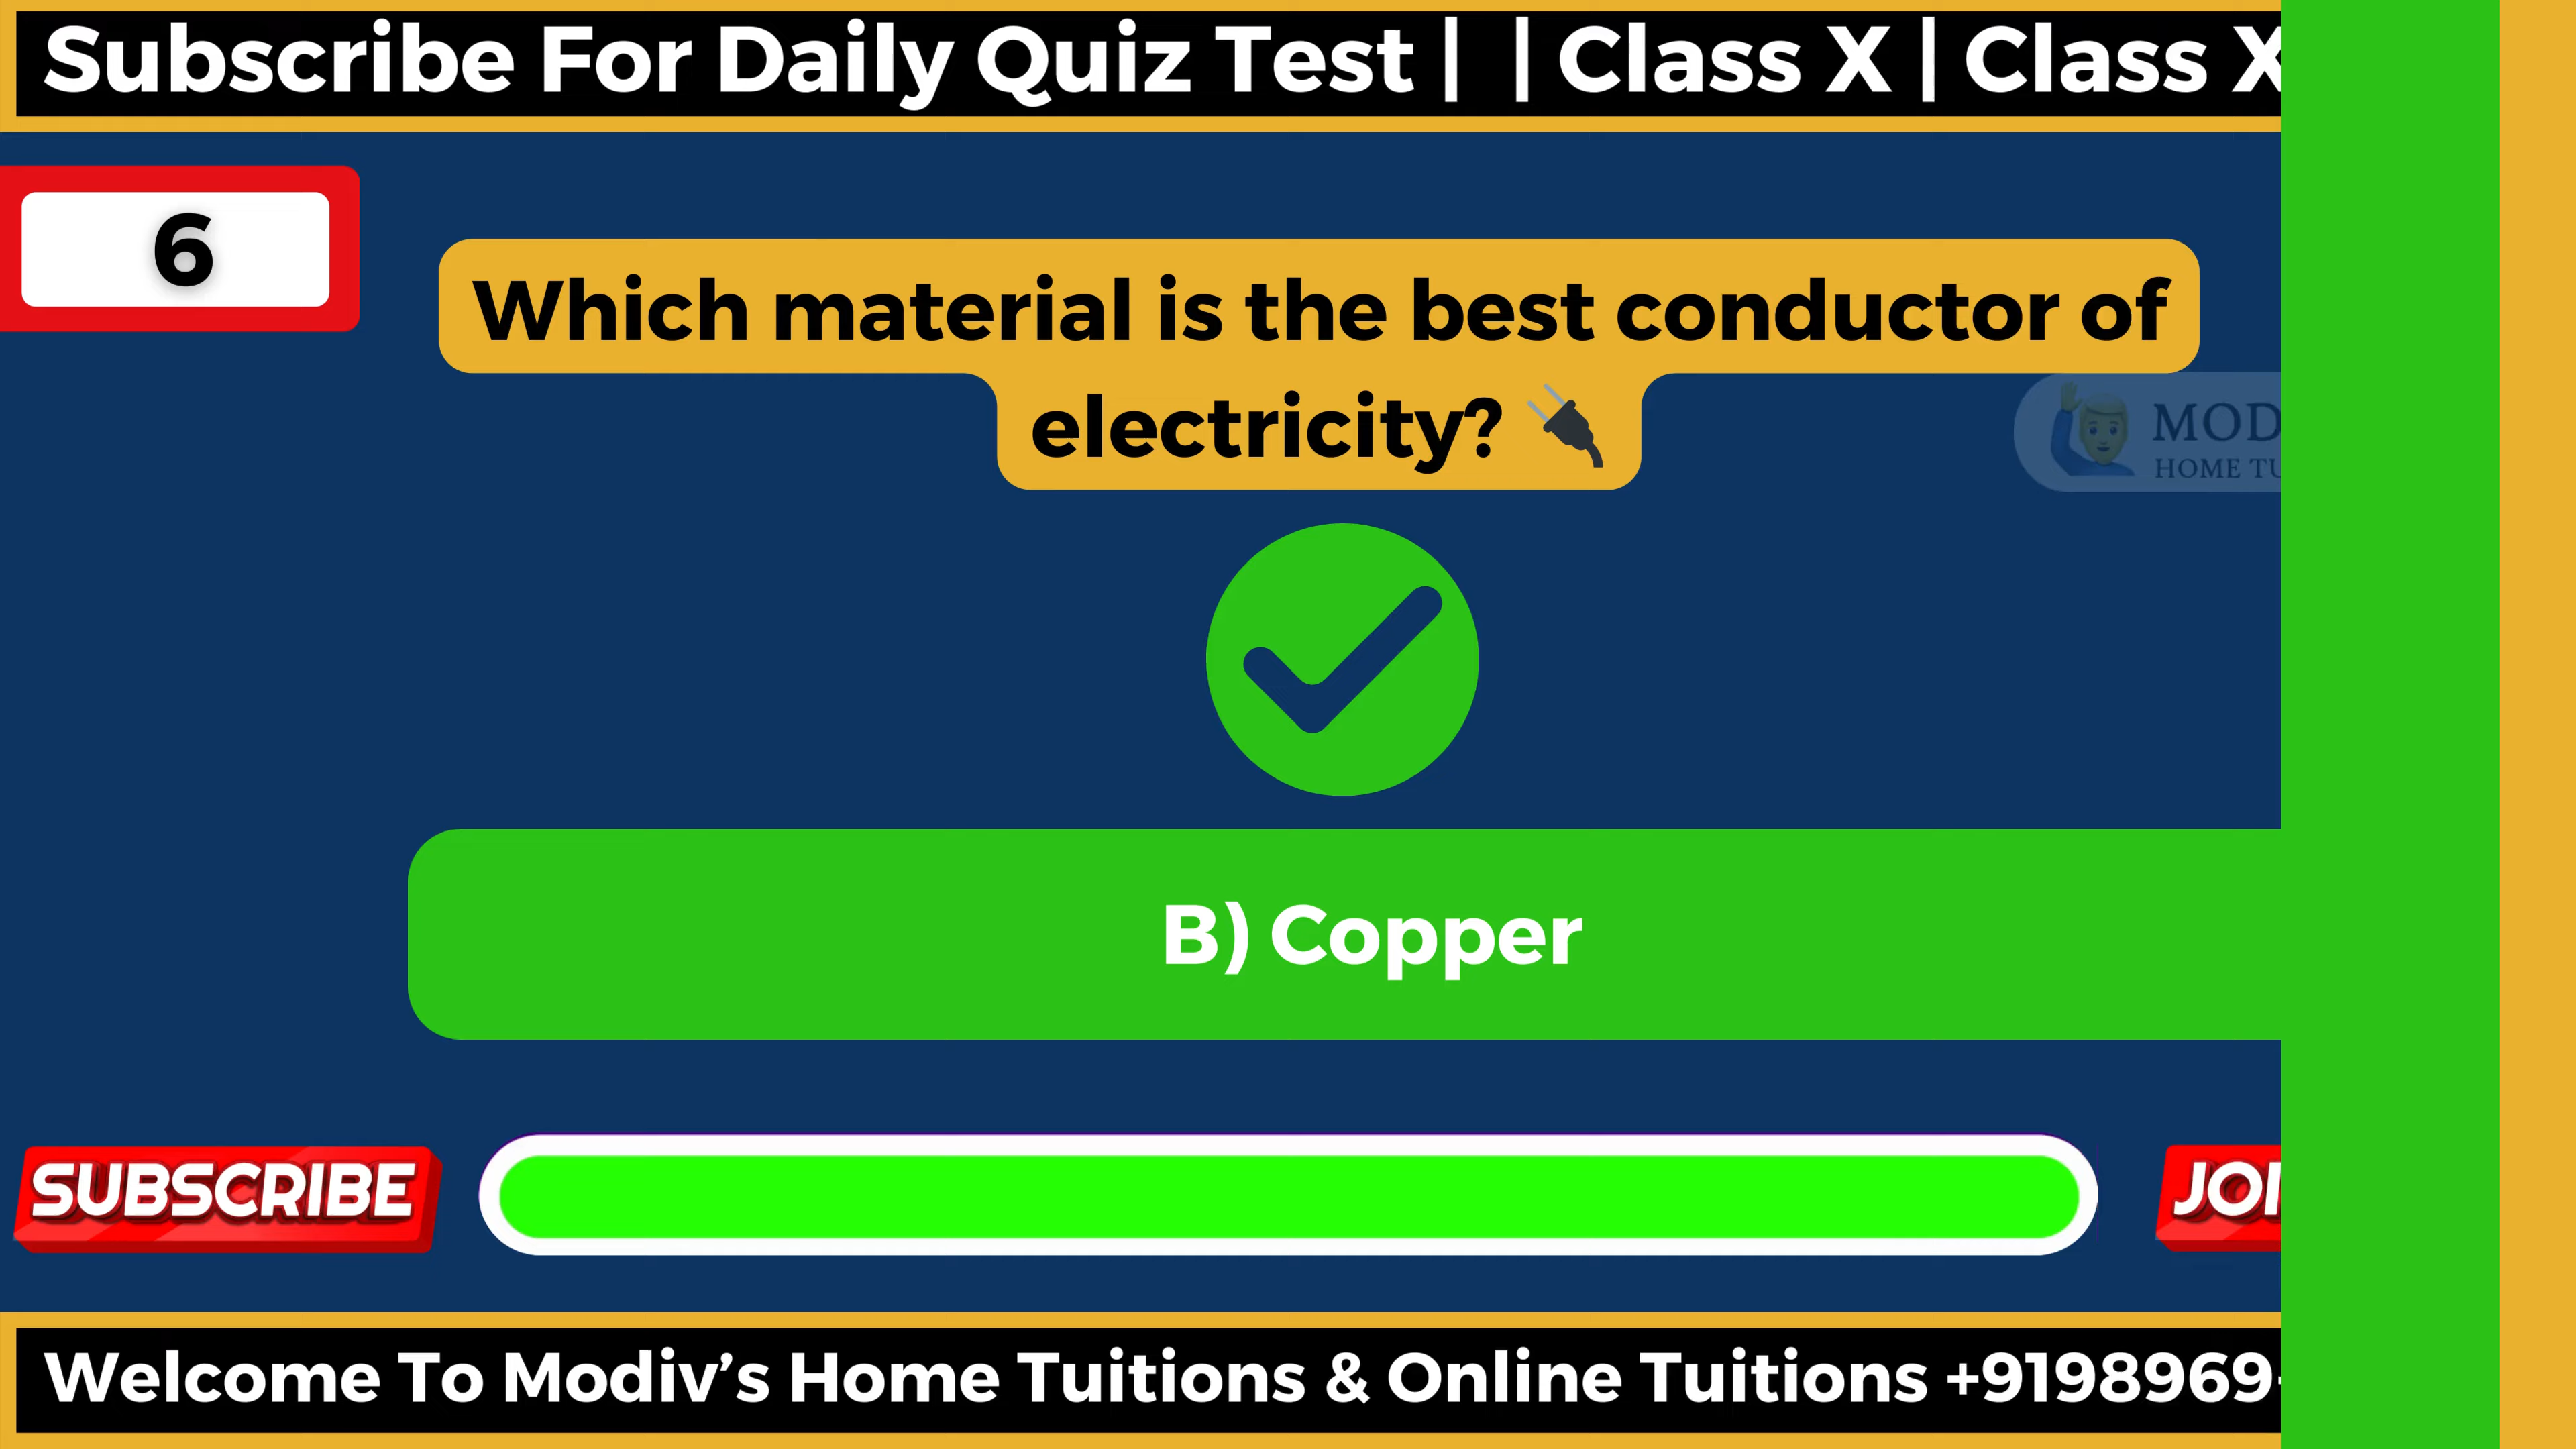 Subscribe For Daily Quiz Test | | Class X | Class X
6
Which material is the best conductor of
electricity?
MOD
HOME TU
B) Copper
SUBSCRIBE
JOI
Welcome To Modiv’s Home Tuitions & Online Tuitions +9198969-